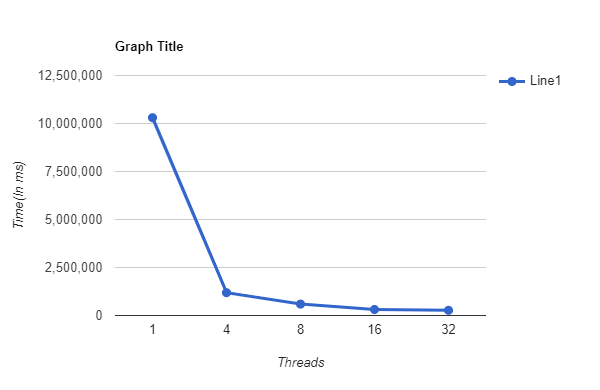 Graph Title
12,500,000
10,000,000
7,500,000
5,000,000
2,500,000
0
Time(In ms)
1 4 8 16 32
Threads
Line1